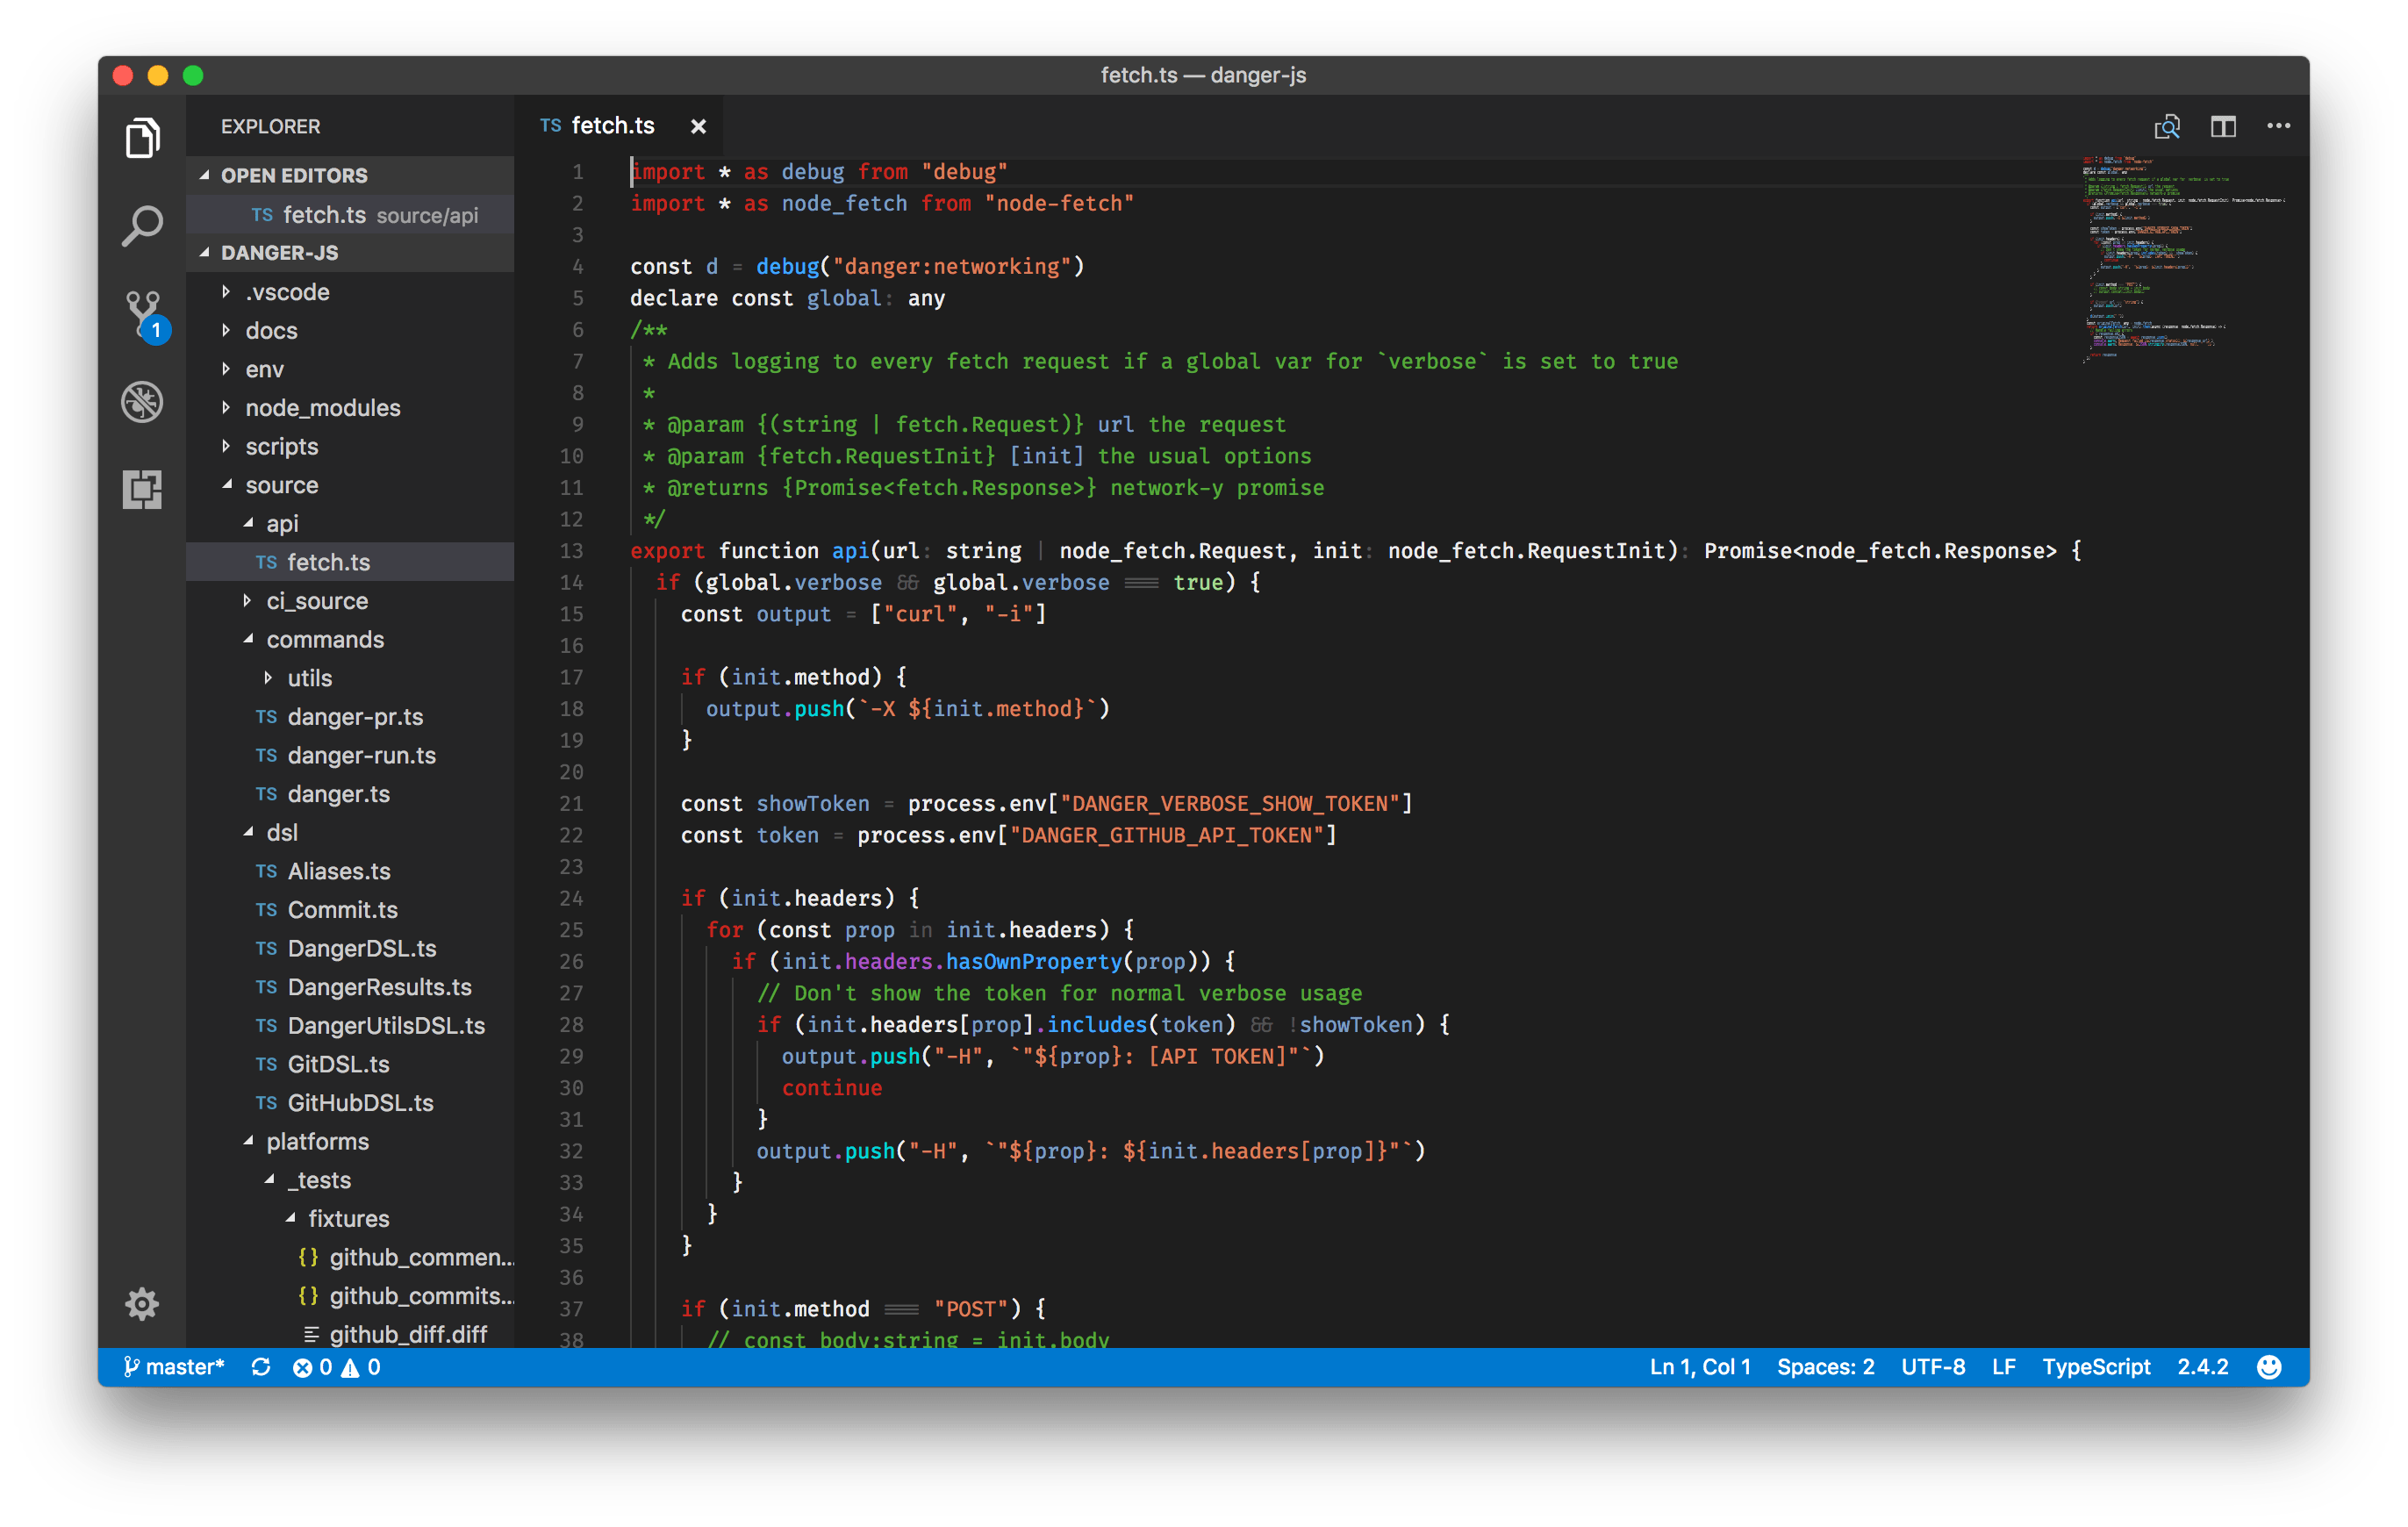 fetch.ts — danger-js
EXPLORER
OPEN EDITORS
TS fetch.ts source/api
DANGER-JS
.vscode
docs
env
node_modules
scripts
source
api
TS fetch.ts
ci_source
commands
utils
TS danger-pr.ts
TS danger-run.ts
TS danger.ts
dsl
TS Aliases.ts
TS Commit.ts
TS DangerDSL.ts
TS DangerResults.ts
TS DangerUtilsDSL.ts
TS GitDSL.ts
TS GitHubDSL.ts
platforms
_tests
fixtures
{} github_commen...
{} github_commits...
github_diff.diff
1
TS fetch.ts ×
1 import * as debug from "debug"
2 import * as node_fetch from "node-fetch"
3
4 const d = debug("danger:networking")
5 declare const global: any
6 /**
7 * Adds logging to every fetch request if a global var for `verbose` is set to true
8 *
9 * @param {(string | fetch.Request)} url the request
10 * @param {fetch.RequestInit} [init] the usual options
11 * @returns {Promise<fetch.Response>} network-y promise
12 */
13 export function api(url: string | node_fetch.Request, init: node_fetch.RequestInit): Promise<node_fetch.Response> {
14 if (global.verbose && global.verbose === true) {
15 const output = ["curl", "-i"]
16
17 if (init.method) {
18 output.push(`-X ${init.method}`)
19 }
20
21 const showToken = process.env["DANGER_VERBOSE_SHOW_TOKEN"]
22 const token = process.env["DANGER_GITHUB_API_TOKEN"]
23
24 if (init.headers) {
25 for (const prop in init.headers) {
26 if (init.headers.hasOwnProperty(prop)) {
27 // Don't show the token for normal verbose usage
28 if (init.headers[prop].includes(token) && !showToken) {
29 output.push("-H", `"${prop}: [API TOKEN]"`)
30 continue
31 }
32 output.push("-H", `"${prop}: ${init.headers[prop]}"`)
33 }
34 }
35 }
36
37 if (init.method === "POST") {
38 // const body:string = init.body
master* 0 0
Ln 1, Col 1 Spaces: 2 UTF-8 LF TypeScript 2.4.2